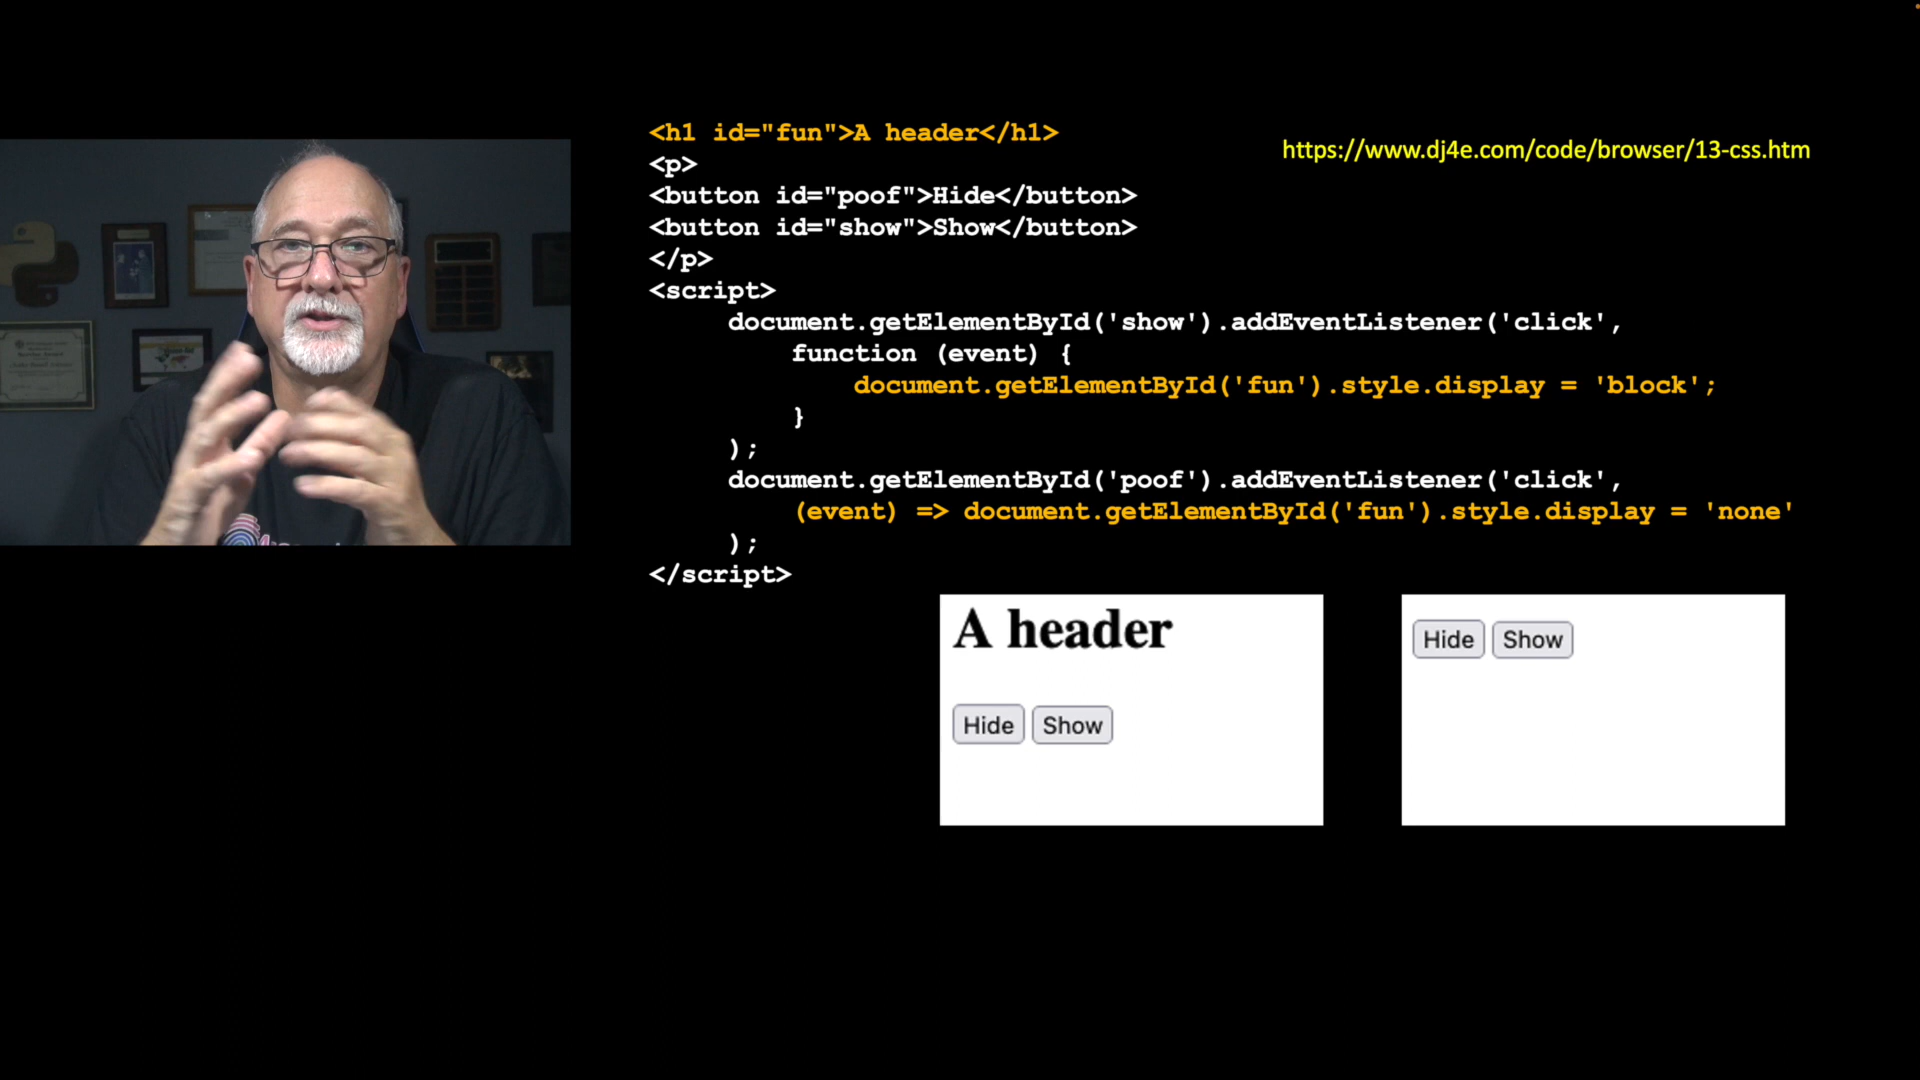 <h1 id="fun">A header</h1>
https://www.dj4e.com/code/browser/13-css.htm
<p>
<button id="poof">Hide</button>
<button id="show">Show</button>
</p>
<script>
document.getElementById('show').addEventListener('click',
function (event) {
document.getElementById('fun').style.display = 'block';
}
);
document.getElementById('poof').addEventListener('click',
(event) => document.getElementById('fun').style.display = 'none'
);
</script>
A header
Hide Show
Hide Show